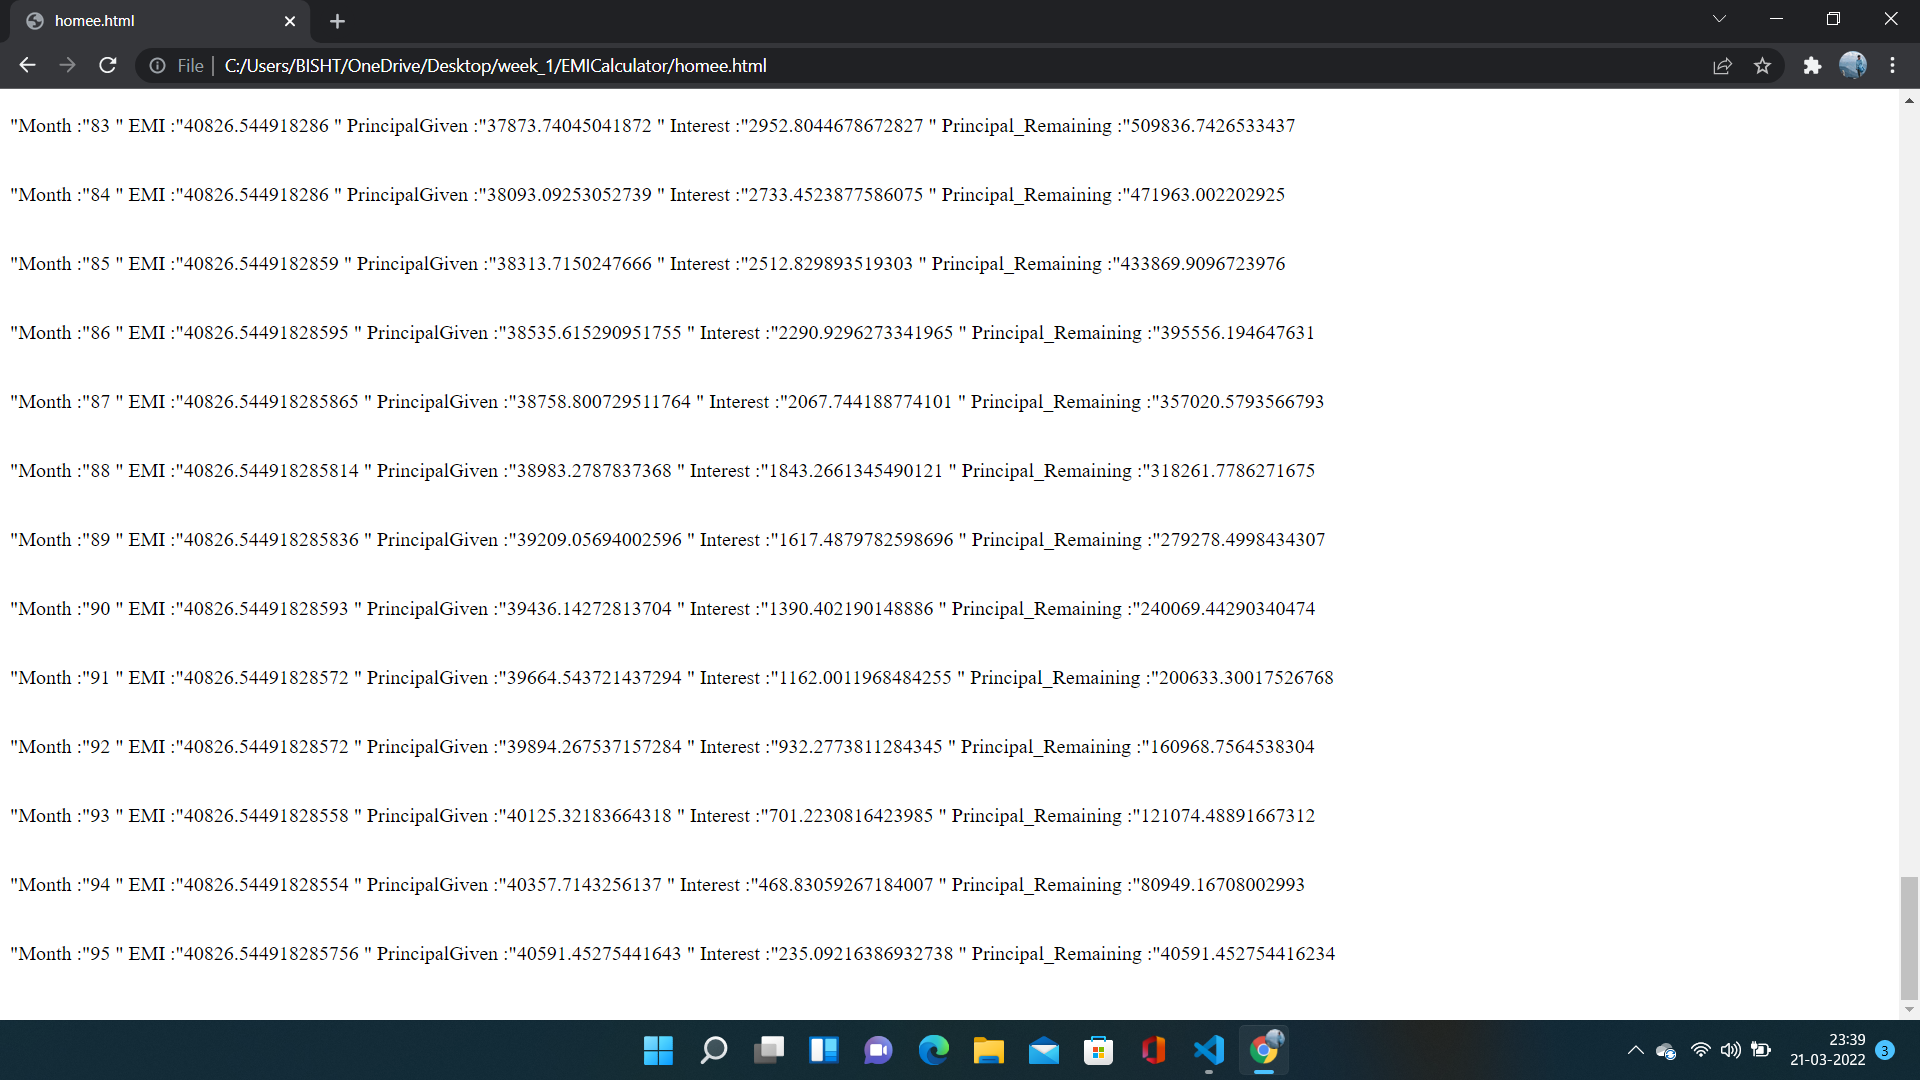 homee.html
File | C:/Users/BISHT/OneDrive/Desktop/week_1/EMICalculator/homee.html
"Month :"83 " EMI :"40826.544918286 " PrincipalGiven :"37873.74045041872 " Interest :"2952.8044678672827 " Principal_Remaining :"509836.7426533437
"Month :"84 " EMI :"40826.544918286 " PrincipalGiven :"38093.09253052739 " Interest :"2733.4523877586075 " Principal_Remaining :"471963.002202925
"Month :"85 " EMI :"40826.5449182859 " PrincipalGiven :"38313.7150247666 " Interest :"2512.829893519303 " Principal_Remaining :"433869.9096723976
"Month :"86 " EMI :"40826.54491828595 " PrincipalGiven :"38535.615290951755 " Interest :"2290.9296273341965 " Principal_Remaining :"395556.194647631
"Month :"87 " EMI :"40826.544918285865 " PrincipalGiven :"38758.800729511764 " Interest :"2067.744188774101 " Principal_Remaining :"357020.5793566793
"Month :"88 " EMI :"40826.544918285814 " PrincipalGiven :"38983.2787837368 " Interest :"1843.2661345490121 " Principal_Remaining :"318261.7786271675
"Month :"89 " EMI :"40826.544918285836 " PrincipalGiven :"39209.05694002596 " Interest :"1617.4879782598696 " Principal_Remaining :"279278.4998434307
"Month :"90 " EMI :"40826.54491828593 " PrincipalGiven :"39436.14272813704 " Interest :"1390.402190148886 " Principal_Remaining :"240069.44290340474
"Month :"91 " EMI :"40826.54491828572 " PrincipalGiven :"39664.543721437294 " Interest :"1162.0011968484255 " Principal_Remaining :"200633.30017526768
"Month :"92 " EMI :"40826.54491828572 " PrincipalGiven :"39894.267537157284 " Interest :"932.2773811284345 " Principal_Remaining :"160968.7564538304
"Month :"93 " EMI :"40826.54491828558 " PrincipalGiven :"40125.32183664318 " Interest :"701.2230816423985 " Principal_Remaining :"121074.48891667312
"Month :"94 " EMI :"40826.54491828554 " PrincipalGiven :"40357.7143256137 " Interest :"468.83059267184007 " Principal_Remaining :"80949.16708002993
"Month :"95 " EMI :"40826.544918285756 " PrincipalGiven :"40591.45275441643 " Interest :"235.09216386932738 " Principal_Remaining :"40591.452754416234
23:39
21-03-2022
3